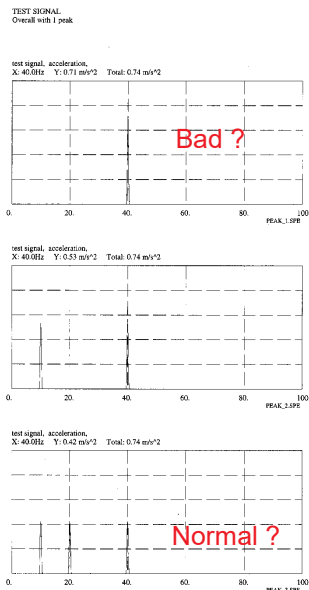 TEST SIGNAL
Overall with 1 peak
test signal, acceleration,
X: 40.0Hz Y: 0.71 m/s^2 Total: 0.74 m/s^2
Bad ?
0. 20. 40. 60. 80. 100
PEAK_1.SPE
test signal, acceleration,
X: 40.0Hz Y: 0.53 m/s^2 Total: 0.74 m/s^2
0. 20. 40. 60. 80. 100
PEAK_2.SPE
test signal, acceleration,
X: 40.0Hz Y: 0.42 m/s^2 Total: 0.74 m/s^2
Normal ?
0. 20. 40. 60. 80. 100